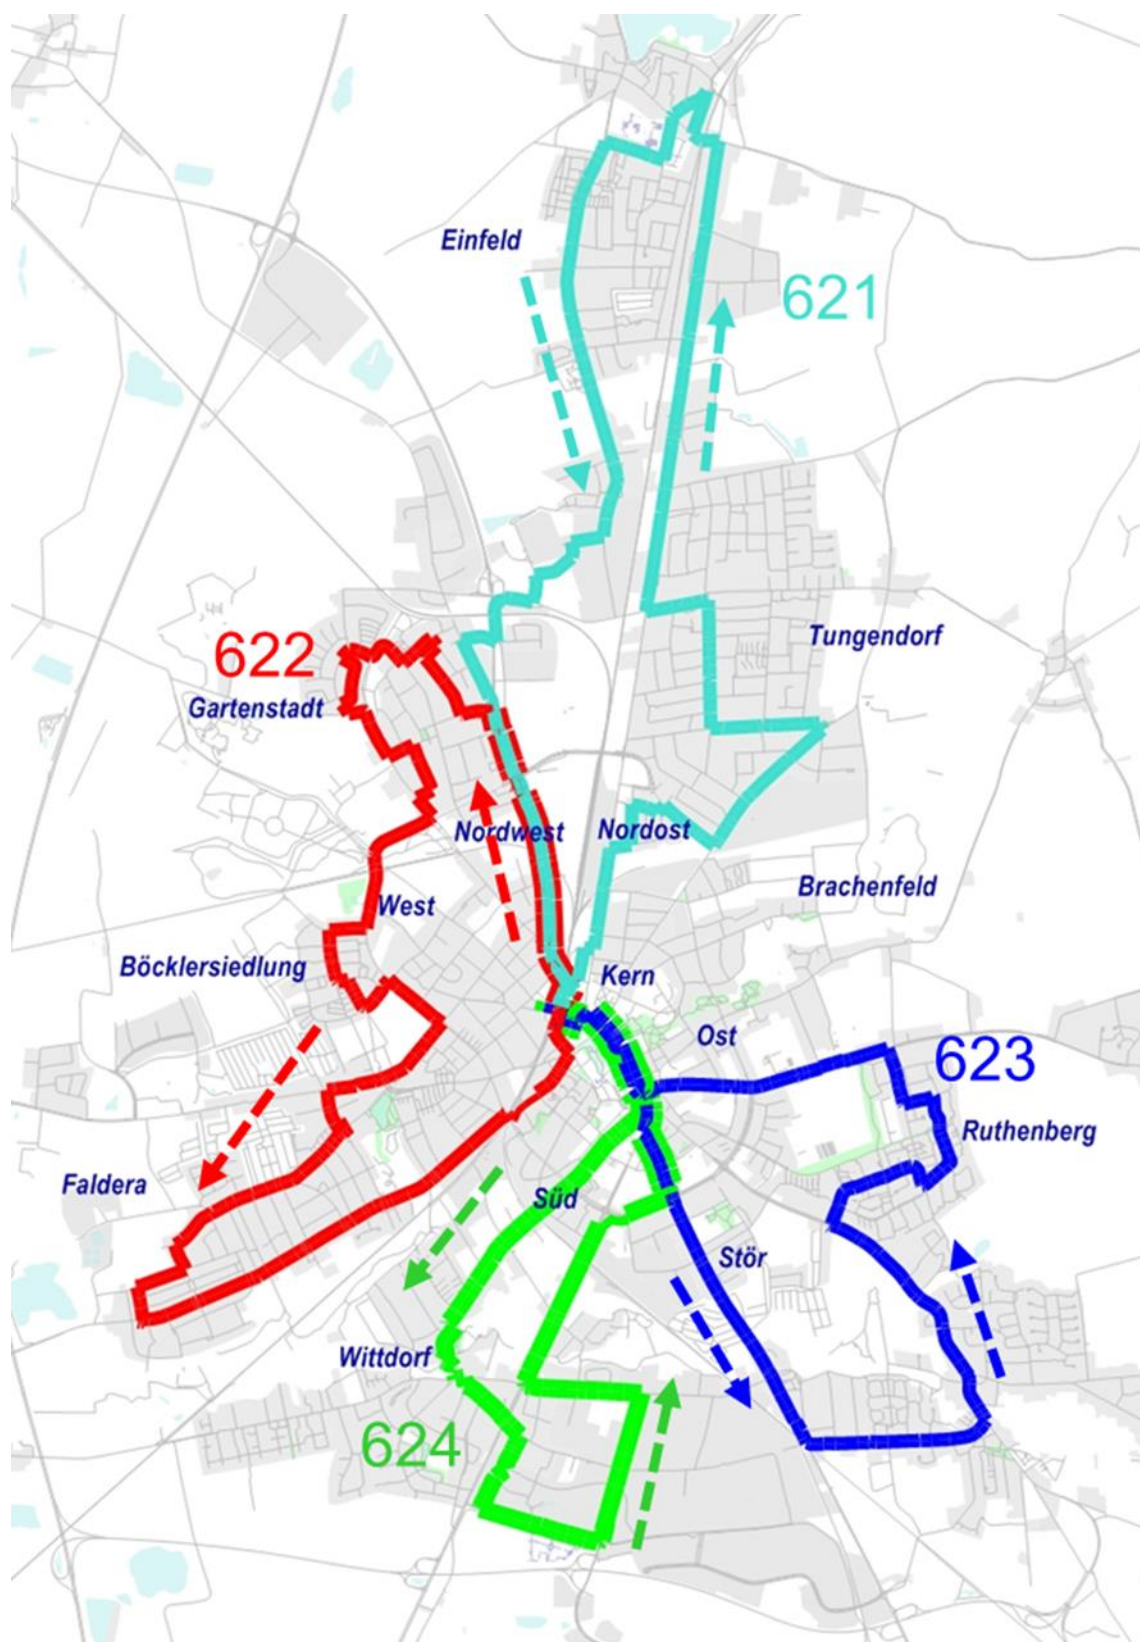 Einfeld
621
Tungendorf
622
Gartenstadt
Nordwest
Nordost
Brachenfeld
West
Böcklersiedlung
Kern
Ost
623
Ruthenberg
Faldera
Süd
Stör
Wittdorf
624